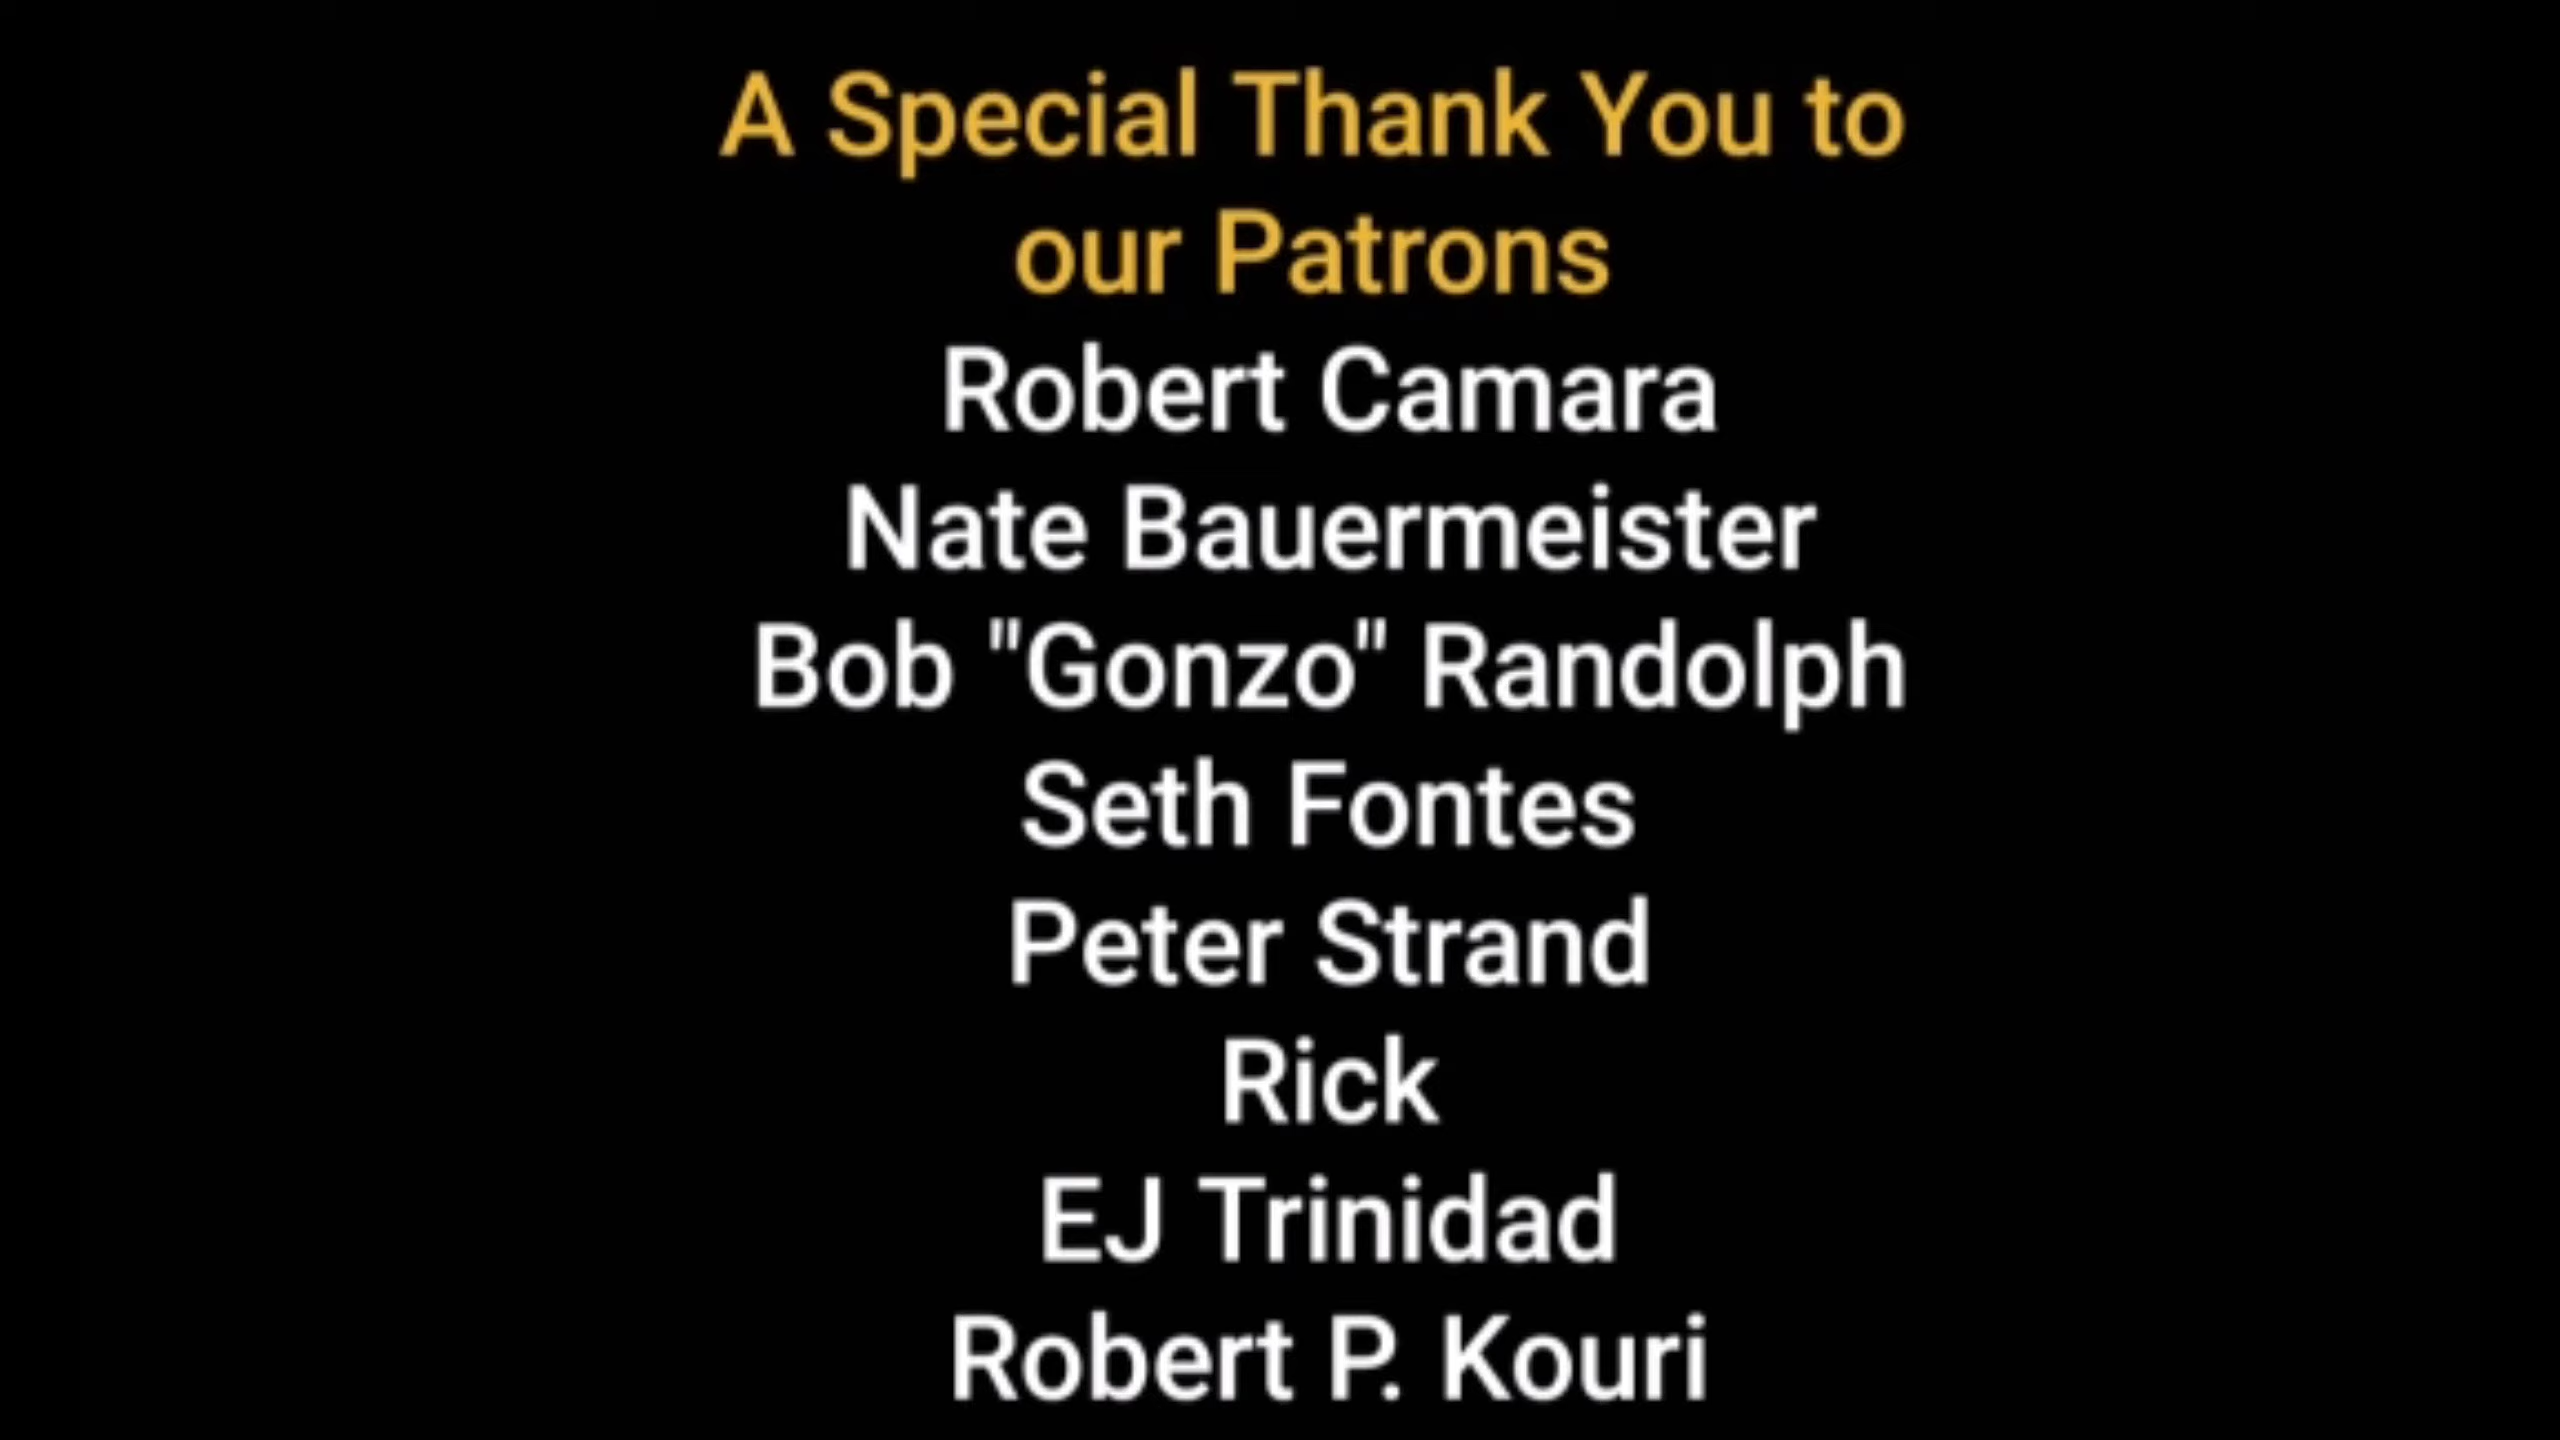 A Special Thank You to
our Patrons
Robert Camara
Nate Bauermeister
Bob "Gonzo" Randolph
Seth Fontes
Peter Strand
Rick
EJ Trinidad
Robert P. Kouri